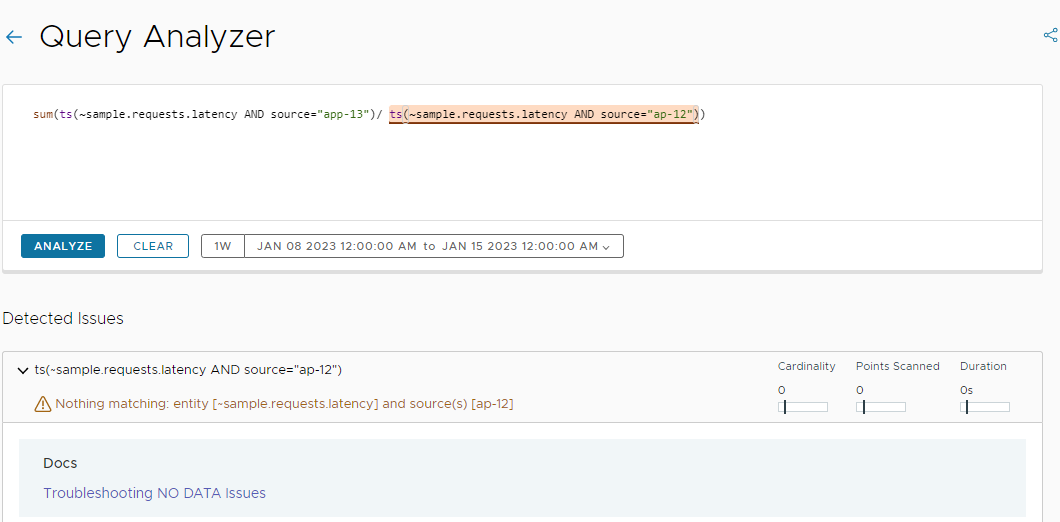 Query Analyzer
sum(ts(~sample.requests.latency AND source="app-13")/ ts(~sample.requests.latency AND source="ap-12"))
ANALYZE CLEAR 1W JAN 08 2023 12:00:00 AM to JAN 15 2023 12:00:00 AM
Detected Issues
ts(~sample.requests.latency AND source="ap-12") Cardinality Points Scanned Duration
0 0 0s
Nothing matching: entity [~sample.requests.latency] and source(s) [ap-12]
Docs
Troubleshooting NO DATA Issues